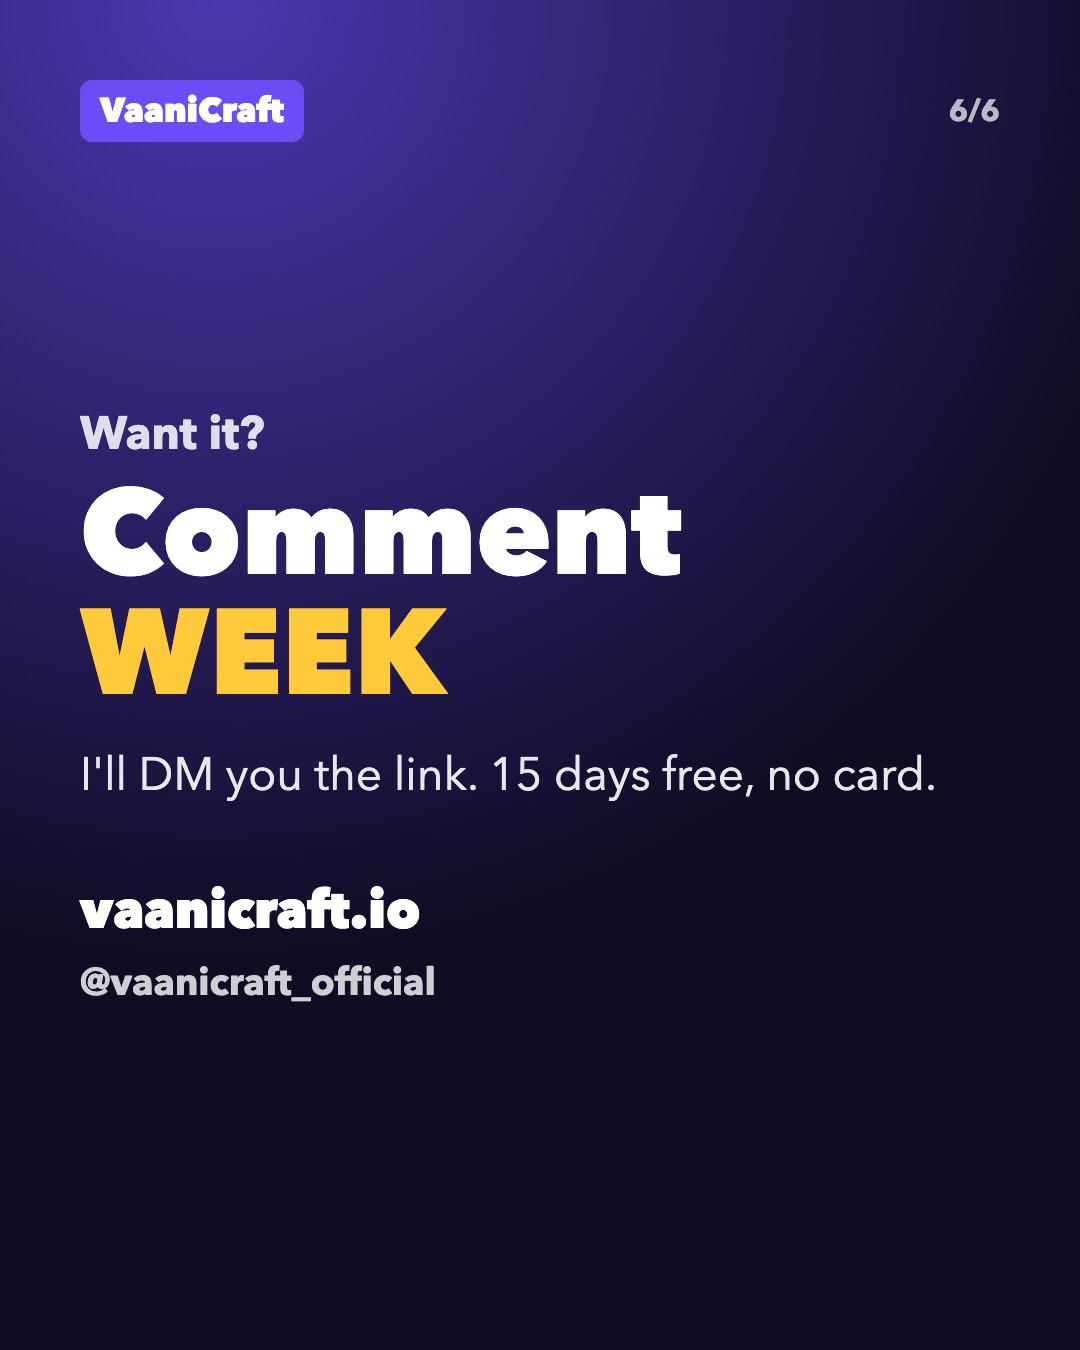 VaaniCraft
6/6
Want it?
Comment
WEEK
I'll DM you the link. 15 days free, no card.
vaanicraft.io
@vaanicraft_official